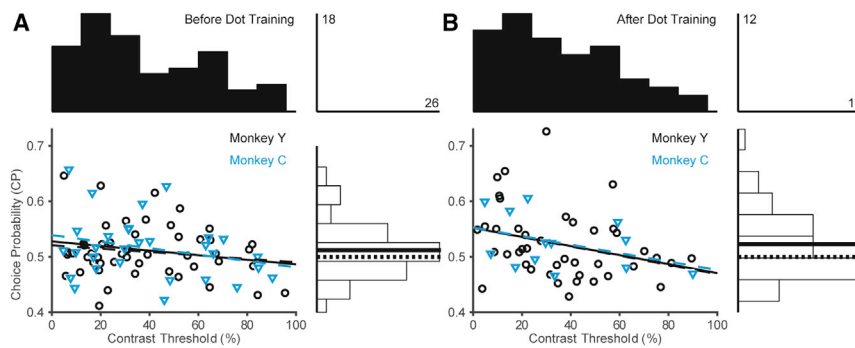 A
Before Dot Training
18
26
B
After Dot Training
12
1
Monkey Y
Monkey C
Monkey Y
Monkey C
0.7
0.6
0.5
0.4
Choice Probability (CP)
0.7
0.6
0.5
0.4
0 20 40 60 80 100
Contrast Threshold (%)
0 20 40 60 80 100
Contrast Threshold (%)